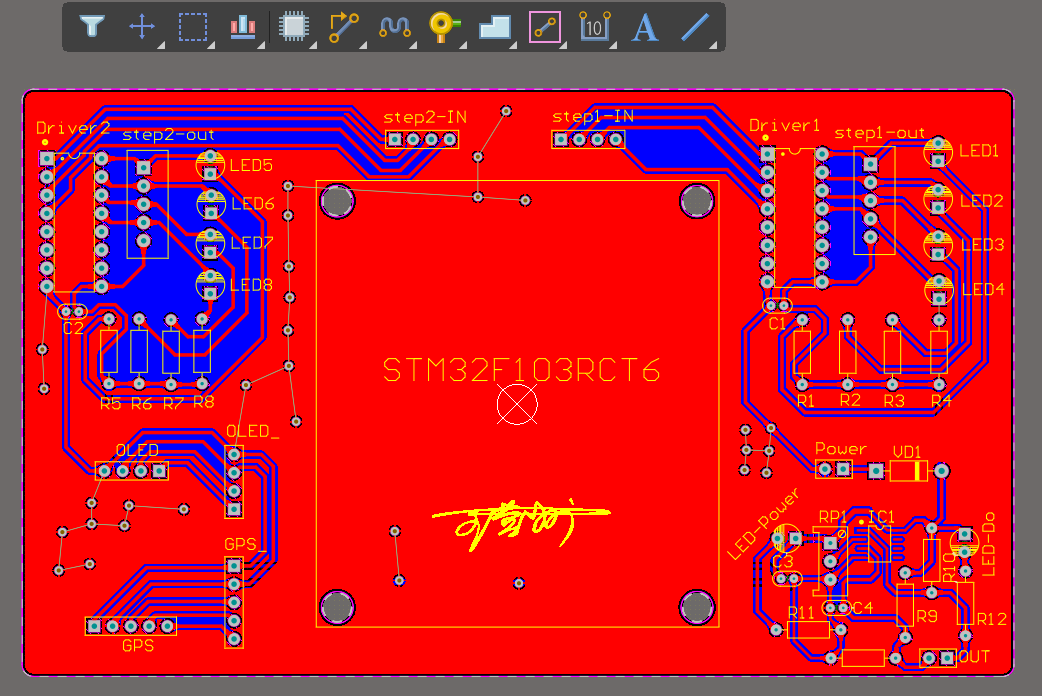 10
A
step2-IN
step1-IN
Driver2
step2-out
Driver1
step1-out
LED5
LED1
LED6
LED2
LED7
LED3
LED8
LED4
C2
C1
STM32F103RCT6
R5
R6
R7
R8
R1
R2
R3
R4
OLED_
OLED
Power
VD1
LED-Power
RP1
IC1
LED-Do
GPS_
C3
R10
C4
R11
R9
R12
GPS
OUT